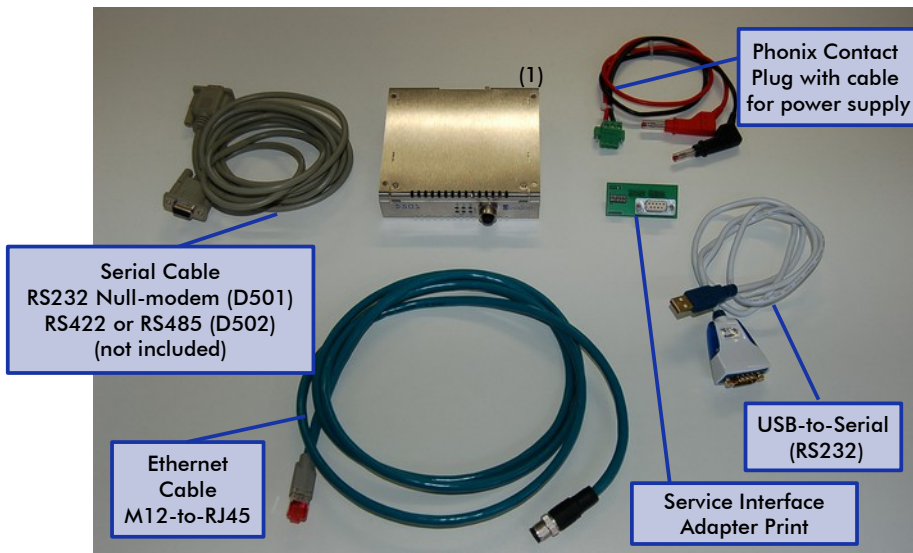 (1)
Phonix Contact
Plug with cable
for power supply
Serial Cable
RS232 Null-modem (D501)
RS422 or RS485 (D502)
(not included)
USB-to-Serial
(RS232)
Ethernet
Cable
M12-to-RJ45
Service Interface
Adapter Print